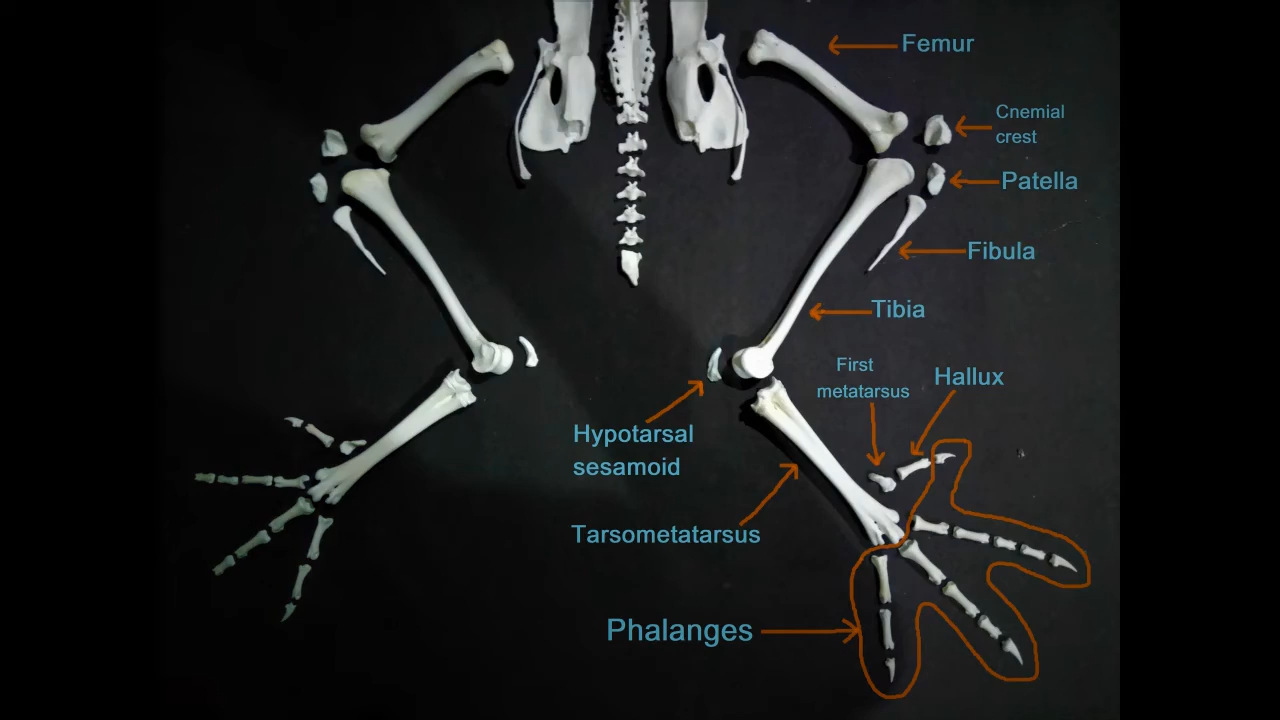 Femur
Cnemial
crest
Patella
Fibula
Tibia
First
metatarsus
Hallux
Hypotarsal
sesamoid
Tarsometatarsus
Phalanges